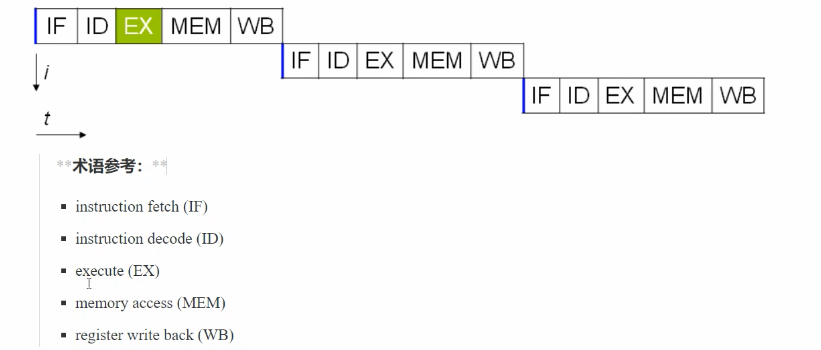 IF ID EX MEM WB
IF ID EX MEM WB
i
IF ID EX MEM WB
t
**术语参考：**
instruction fetch (IF)
instruction decode (ID)
execute (EX)
memory access (MEM)
register write back (WB)